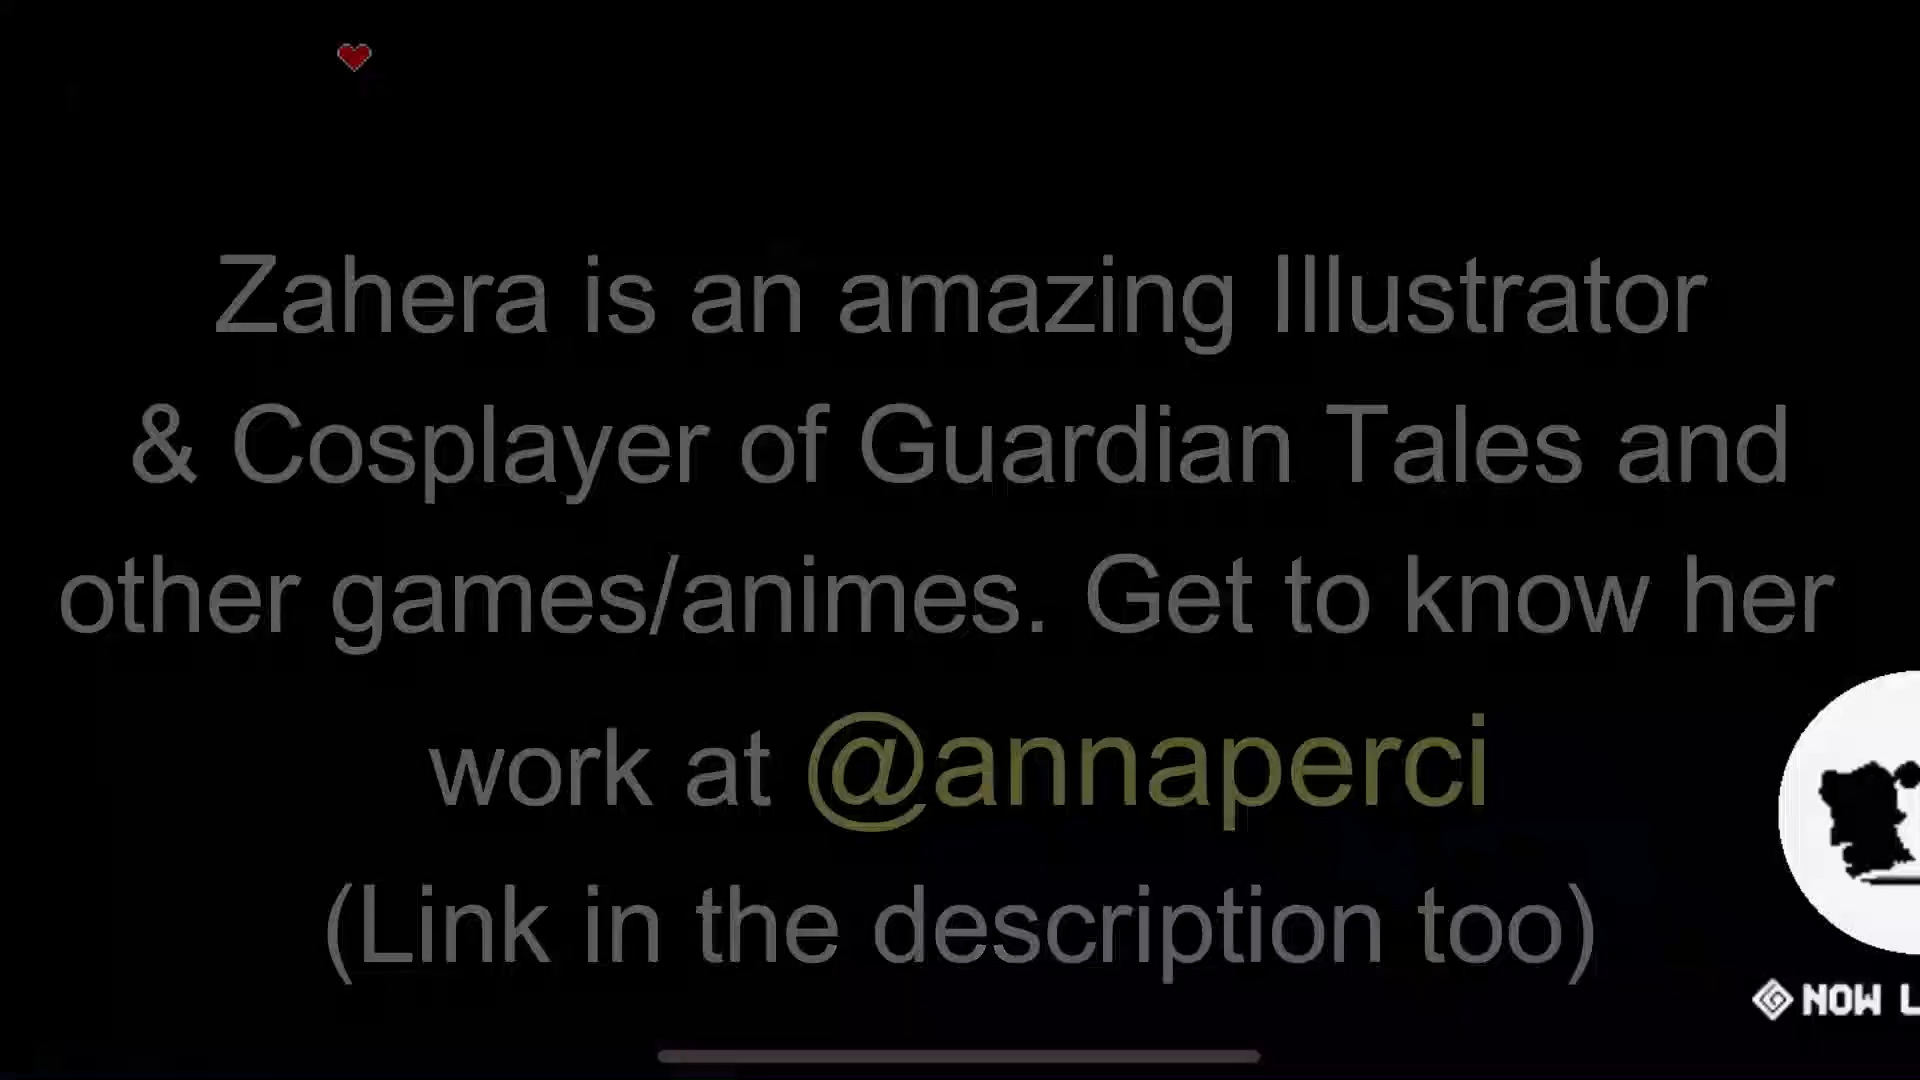 Zahera is an amazing Illustrator
& Cosplayer of Guardian Tales and
other games/animes. Get to know her
work at @annaperci
(Link in the description too)
NOW L